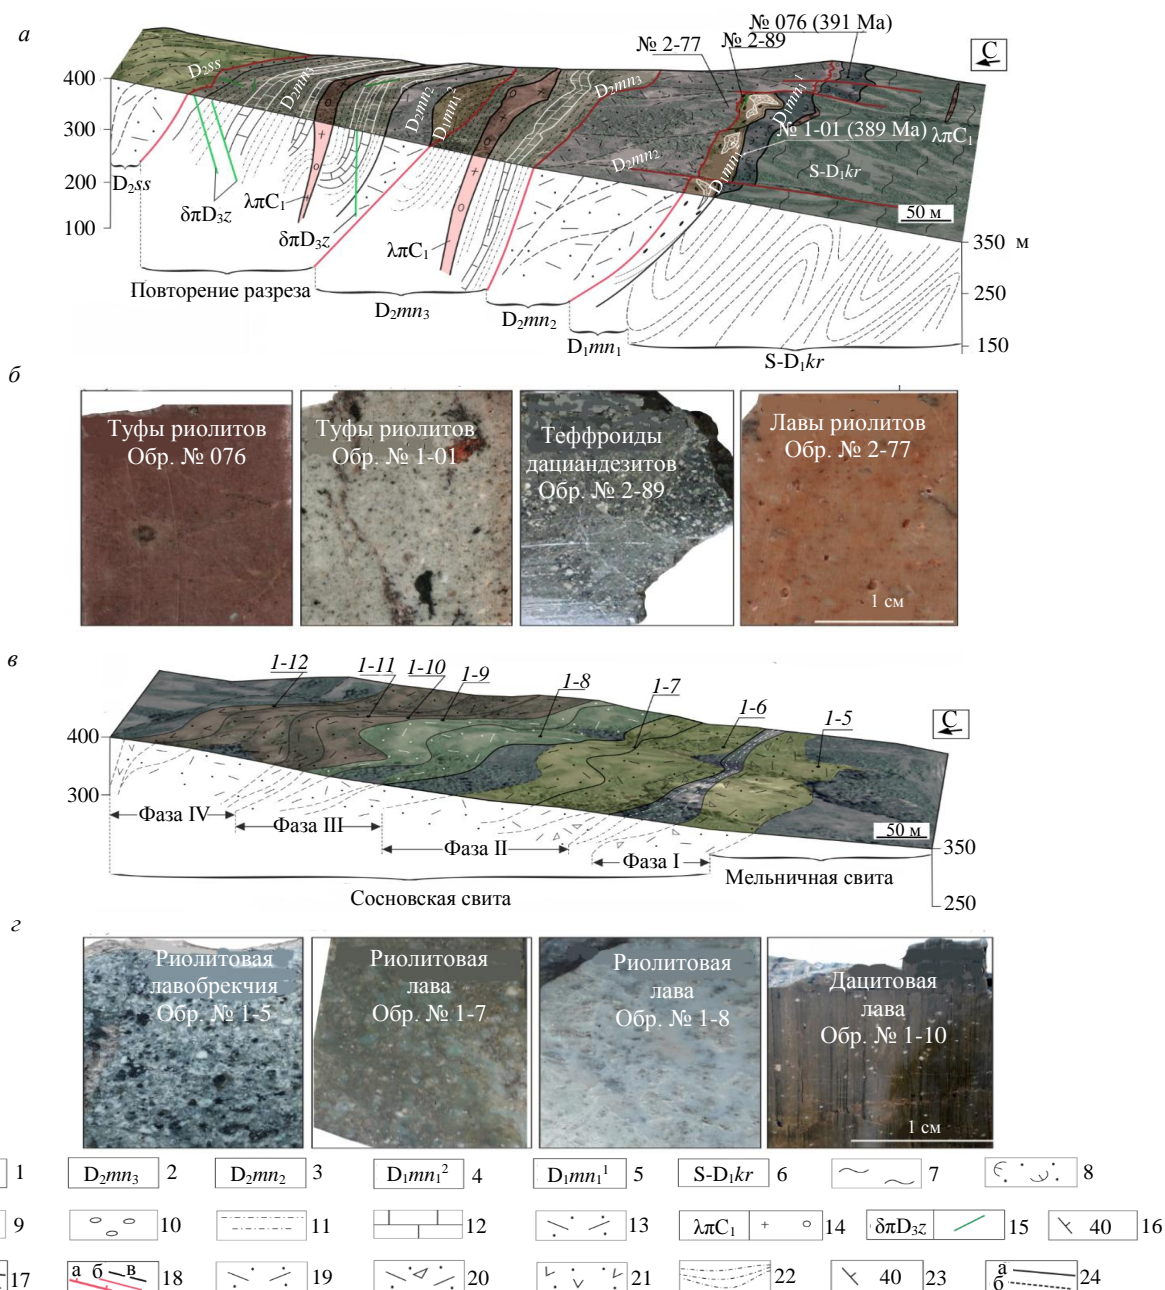 а
№ 076 (391 Ma)
№ 2-77
№ 2-89
С
400
300
200
100
D₂ss
D₂mn₃
D₂mn₂
D₁mn₁²
D₂mn₃
D₂mn₂
D₁mn₁
D₁mn₁¹
№ 1-01 (389 Ma)
λπC₁
S-D₁kr
50 м
350 м
250
150
D₂ss
δπD₃z
λπC₁
δπD₃z
λπC₁
Повторение разреза
D₂mn₃
D₂mn₂
D₁mn₁
S-D₁kr
б
Туфы риолитов
Обр. № 076
Туфы риолитов
Обр. № 1-01
Теффроиды
дациандезитов
Обр. № 2-89
Лавы риолитов
Обр. № 2-77
1 см
в
1-12
1-11
1-10
1-9
1-8
1-7
1-6
1-5
С
400
300
50 м
350
250
Фаза IV
Фаза III
Фаза II
Фаза I
Мельничная свита
Сосновская свита
г
Риолитовая
лавобрекчия
Обр. № 1-5
Риолитовая
лава
Обр. № 1-7
Риолитовая
лава
Обр. № 1-8
Дацитовая
лава
Обр. № 1-10
1 см
1 D₂mn₃ 2 D₂mn₂ 3 D₁mn₁² 4 D₁mn₁¹ 5 S-D₁kr 6 7 8
9 10 11 12 13 λπC₁ 14 δπD₃z 15 40 16
17 а б в 18 19 20 21 22 40 23 а б 24